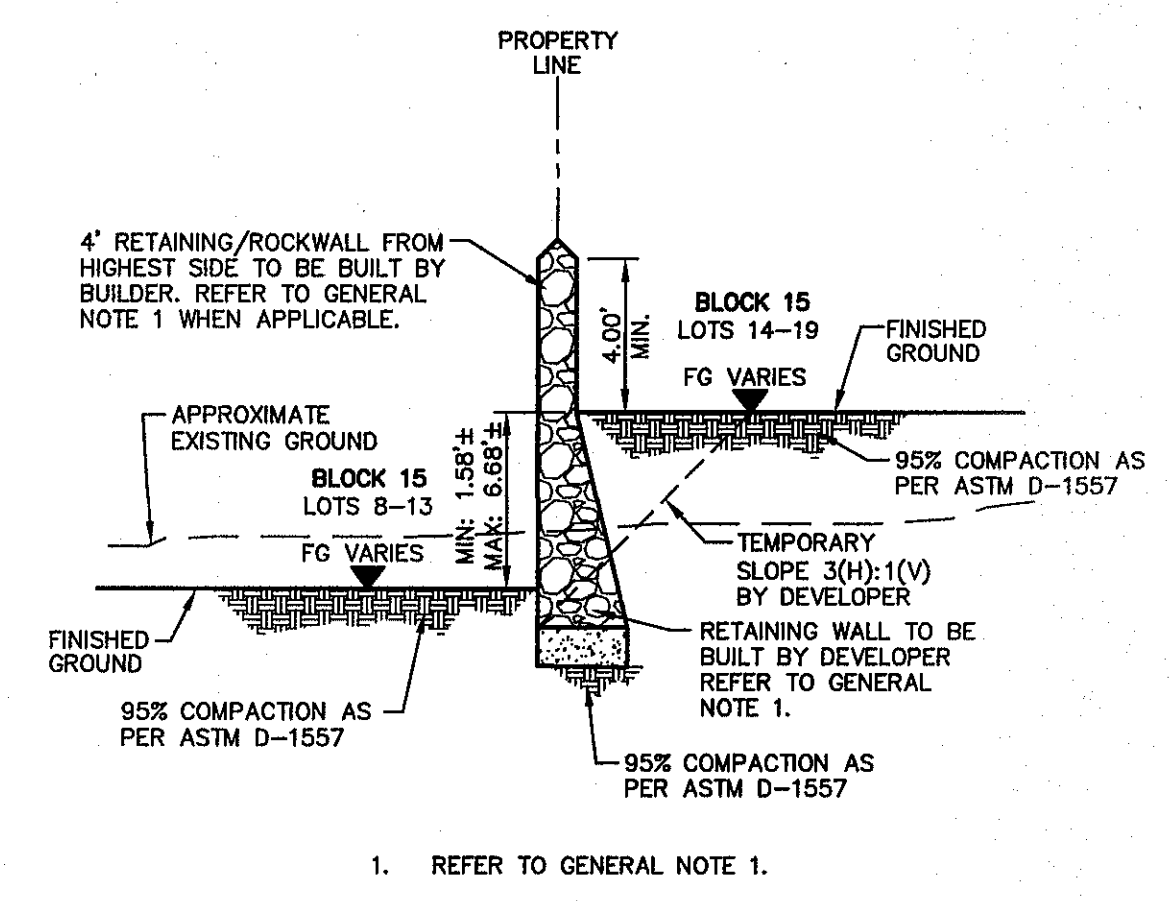 PROPERTY
LINE
4' RETAINING/ROCKWALL FROM
HIGHEST SIDE TO BE BUILT BY
BUILDER. REFER TO GENERAL
NOTE 1 WHEN APPLICABLE.
4.00'
MIN.
BLOCK 15
LOTS 14-19
FG VARIES
FINISHED
GROUND
APPROXIMATE
EXISTING GROUND
BLOCK 15
LOTS 8-13
FG VARIES
MIN: 1.58'±
MAX: 6.68'±
95% COMPACTION AS
PER ASTM D-1557
TEMPORARY
SLOPE 3(H):1(V)
BY DEVELOPER
FINISHED
GROUND
RETAINING WALL TO BE
BUILT BY DEVELOPER
REFER TO GENERAL
NOTE 1.
95% COMPACTION AS
PER ASTM D-1557
95% COMPACTION AS
PER ASTM D-1557
1. REFER TO GENERAL NOTE 1.